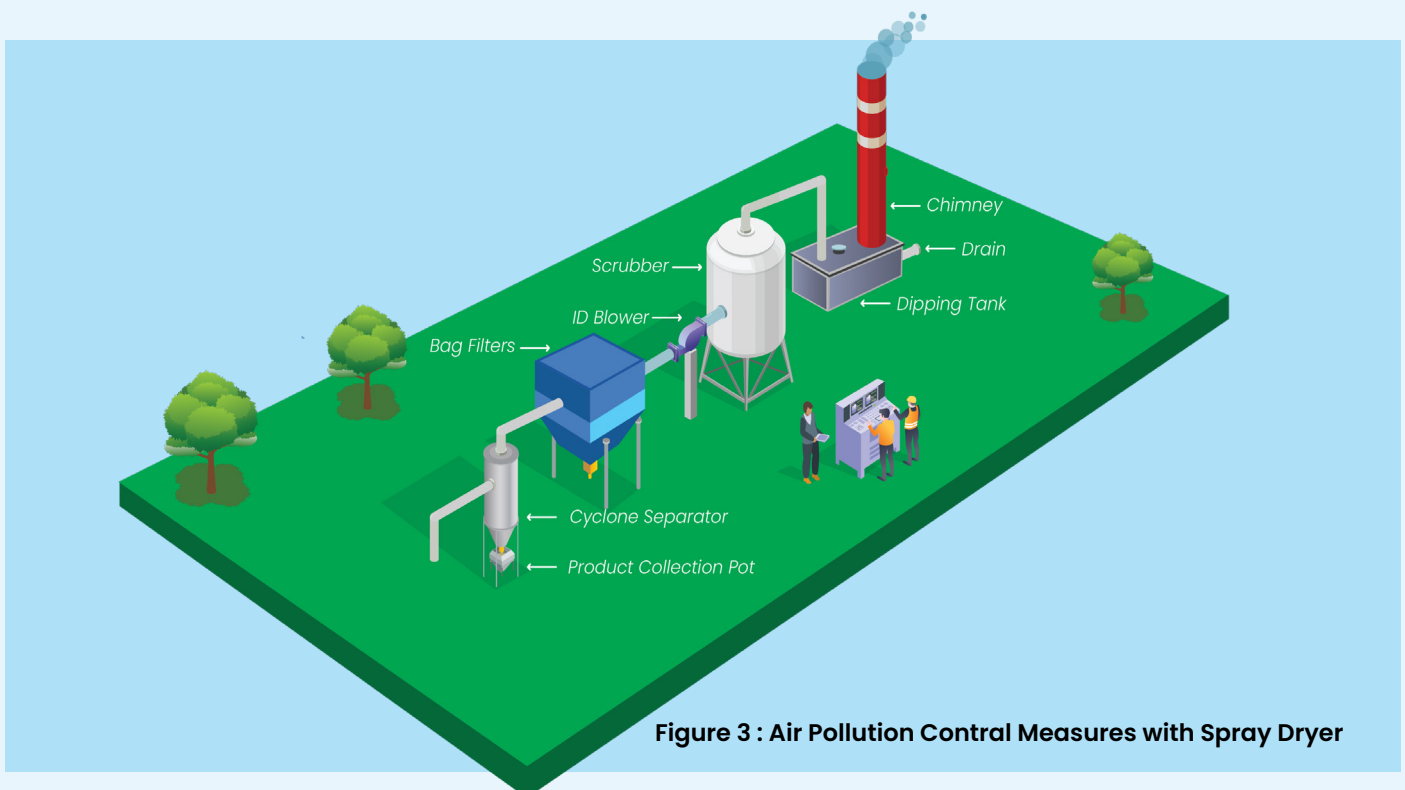 Chimney
Drain
Scrubber
Dipping Tank
ID Blower
Bag Filters
Cyclone Separator
Product Collection Pot
Figure 3 : Air Pollution Contral Measures with Spray Dryer